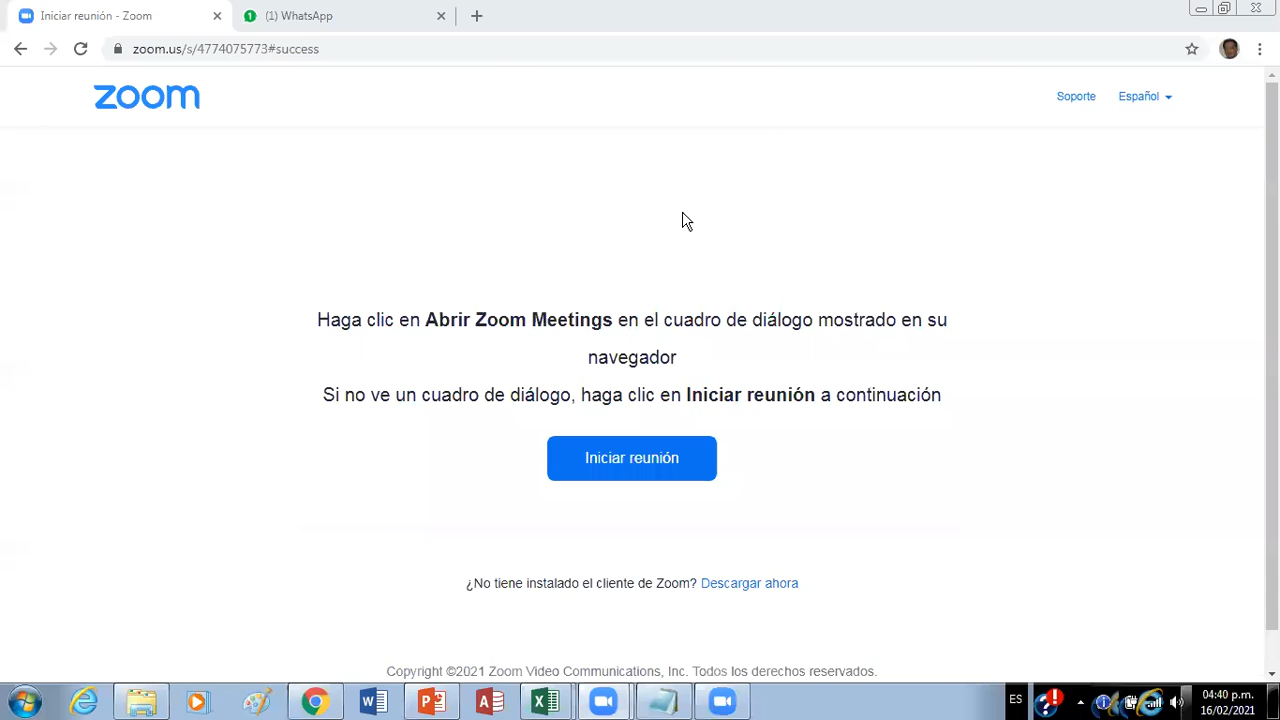 Iniciar reunión - Zoom
(1) WhatsApp
zoom.us/s/4774075773#success
zoom
Soporte
Español
Haga clic en Abrir Zoom Meetings en el cuadro de diálogo mostrado en su
navegador
Si no ve un cuadro de diálogo, haga clic en Iniciar reunión a continuación
Iniciar reunión
¿No tiene instalado el cliente de Zoom? Descargar ahora
Copyright ©2021 Zoom Video Communications, Inc. Todos los derechos reservados.
ES
04:40 p.m.
16/02/2021